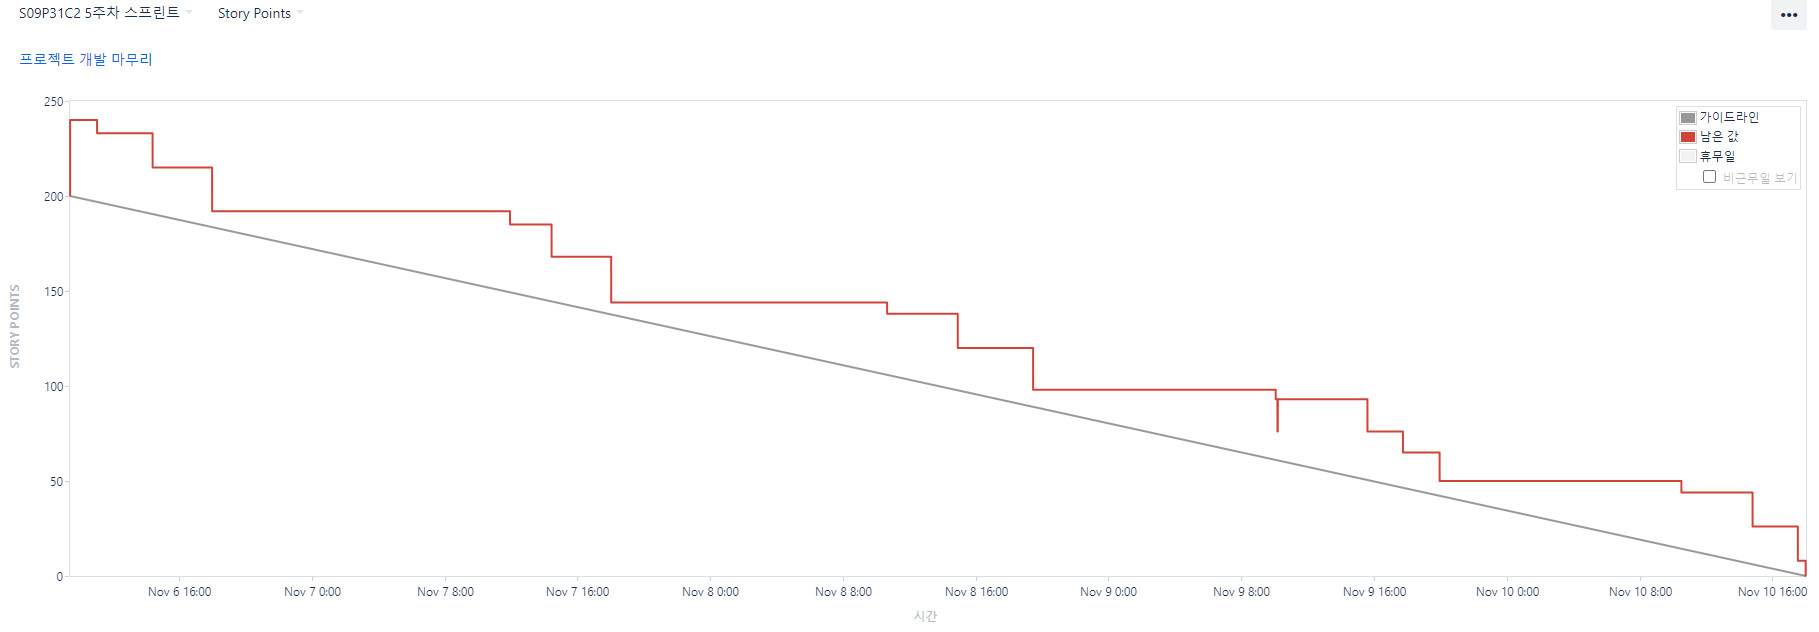 S09P31C2 5주차 스프린트 Story Points
프로젝트 개발 마무리
250
200
150
100
50
0
STORY POINTS
가이드라인
남은 값
휴무일
비근무일 보기
Nov 6 16:00 Nov 7 0:00 Nov 7 8:00 Nov 7 16:00 Nov 8 0:00 Nov 8 8:00 Nov 8 16:00 Nov 9 0:00 Nov 9 8:00 Nov 9 16:00 Nov 10 0:00 Nov 10 8:00 Nov 10 16:00
시간